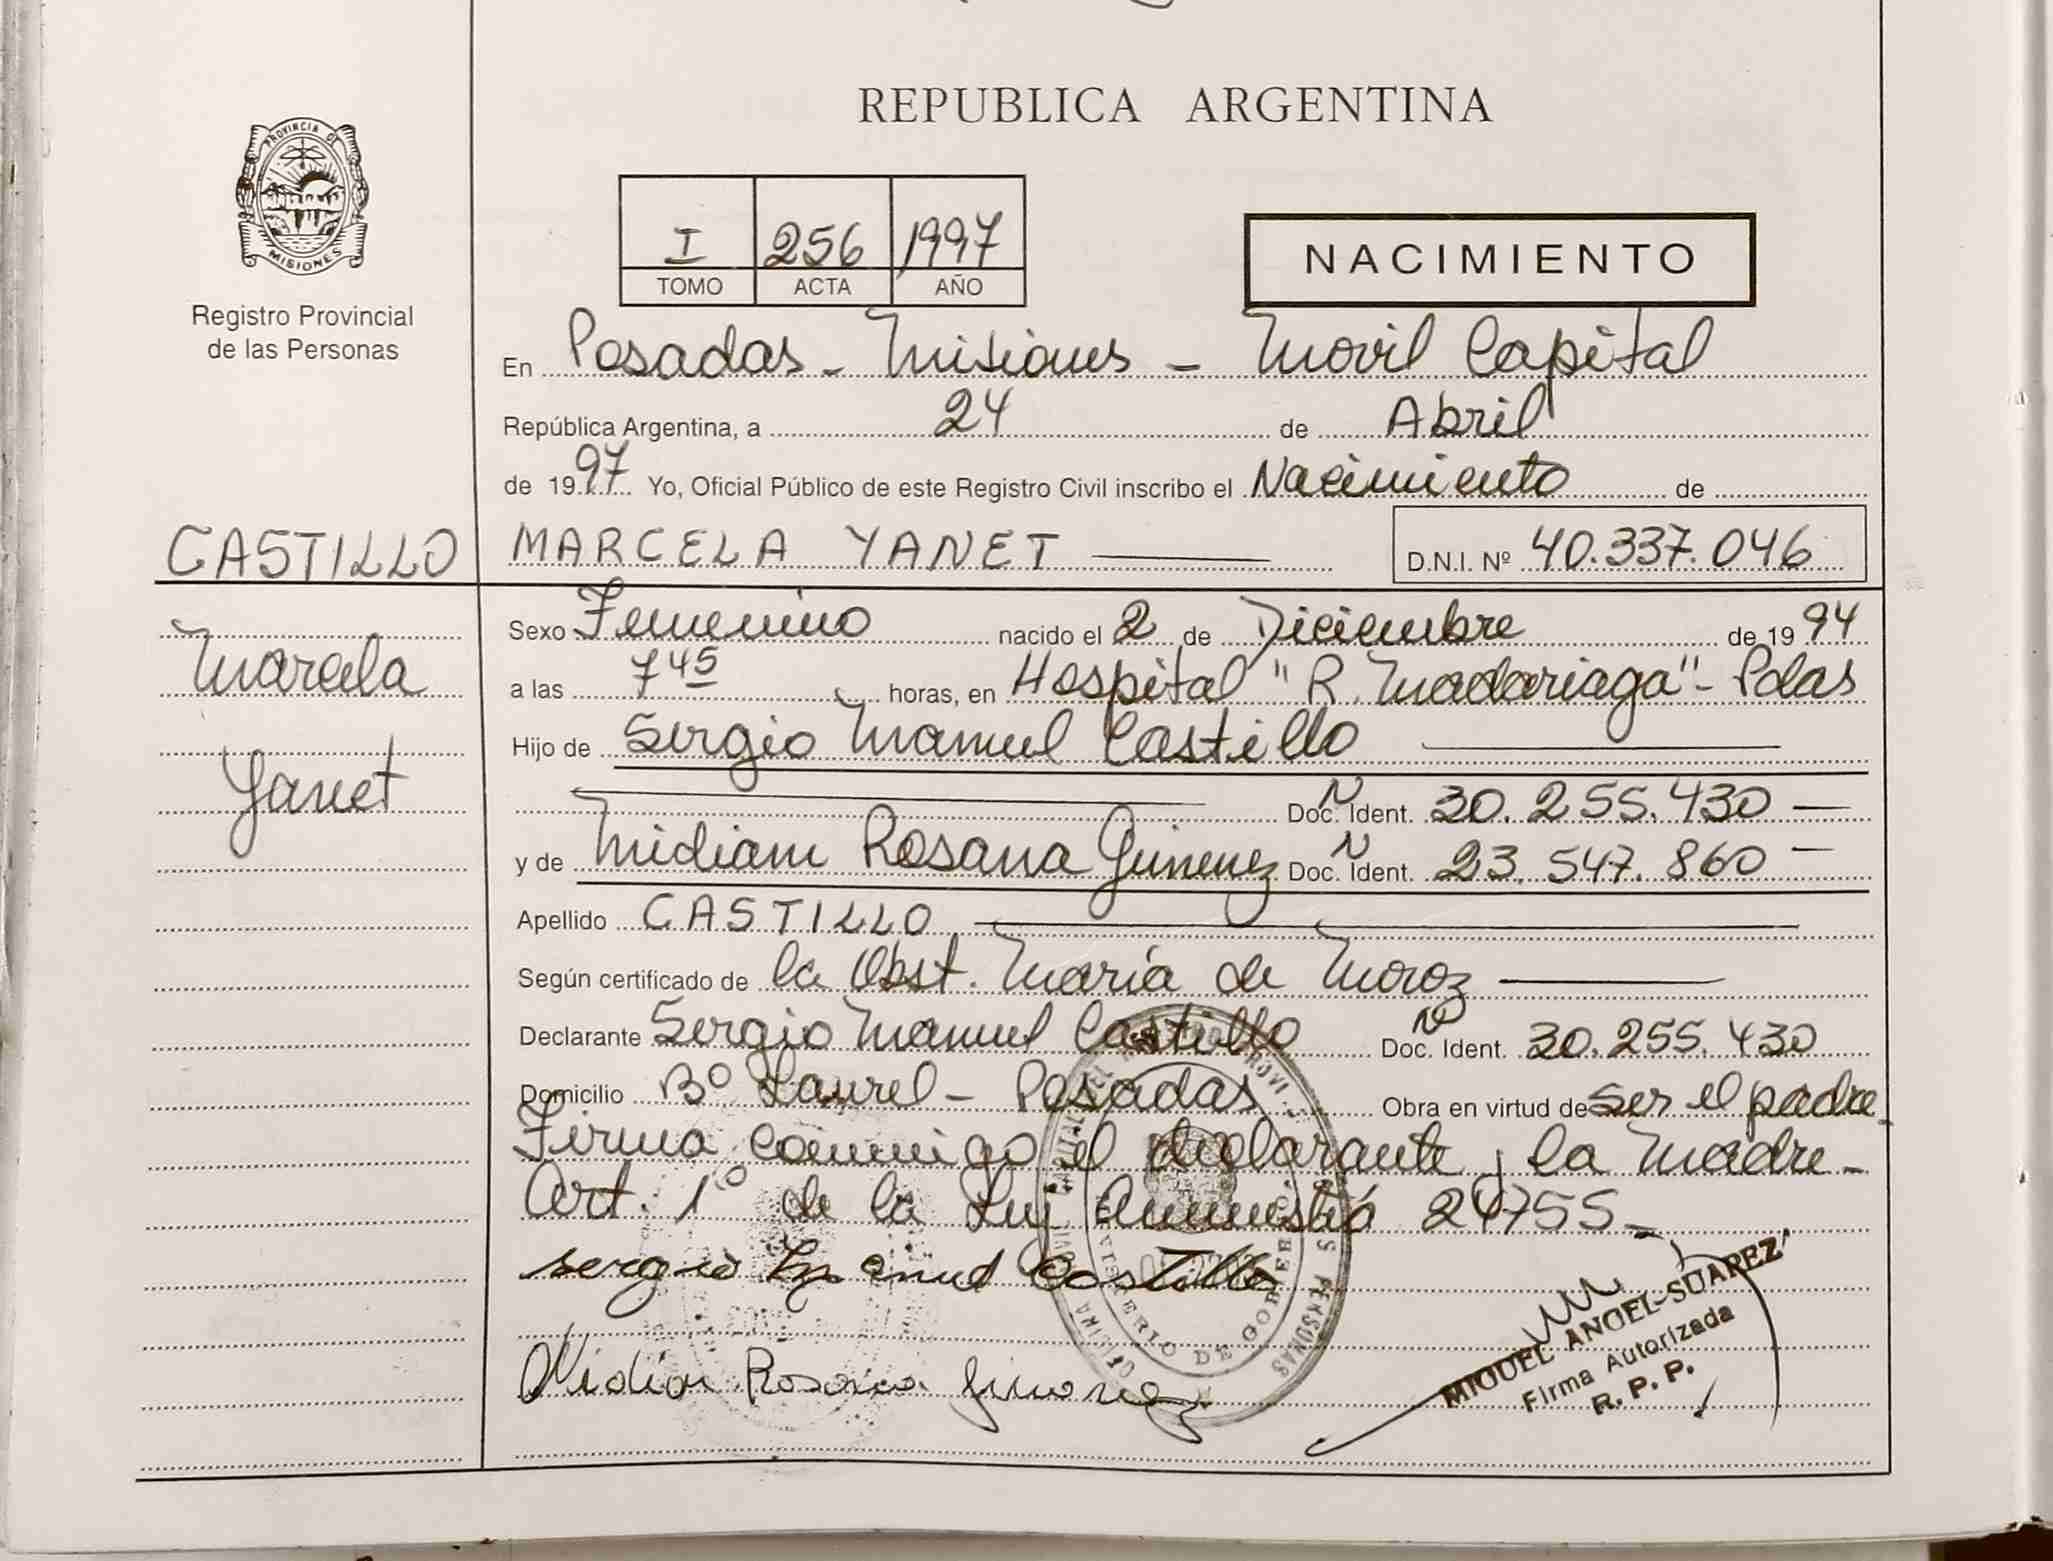 REPUBLICA ARGENTINA
PROVINCIA DE
MISIONES
Registro Provincial
de las Personas
I 256 1997
TOMO ACTA AÑO
NACIMIENTO
En Posadas - Misiones - Movil Capital
República Argentina, a 24 de Abril
de 1997 Yo, Oficial Público de este Registro Civil inscribo el Nacimiento de
CASTILLO MARCELA YANET D.N.I. Nº 40.337.046
Marcela
Yanet
Sexo Femenino nacido el 2 de Diciembre de 1994
a las 7 45 horas, en Hospital "R. Madariaga" - Pdas
Hijo de Sergio Manuel Castillo
Doc. Ident. 30.255.430
y de Midiam Rosana Gimenez Doc. Ident. 23.547.860
Apellido CASTILLO
Según certificado de la Obst. María de Moroz
Declarante Sergio Manuel Castillo Doc. Ident. 30.255.430
Domicilio Bº Laurel - Posadas Obra en virtud de ser el padre
Firma conmigo el declarante y la Madre -
Art. 1º de la Ley Amnistía 24755 -
sergio Manuel Castillo
Midian Rosana Gimenez
MIGUEL ANGEL SUAREZ
Firma Autorizada
R. P. P.